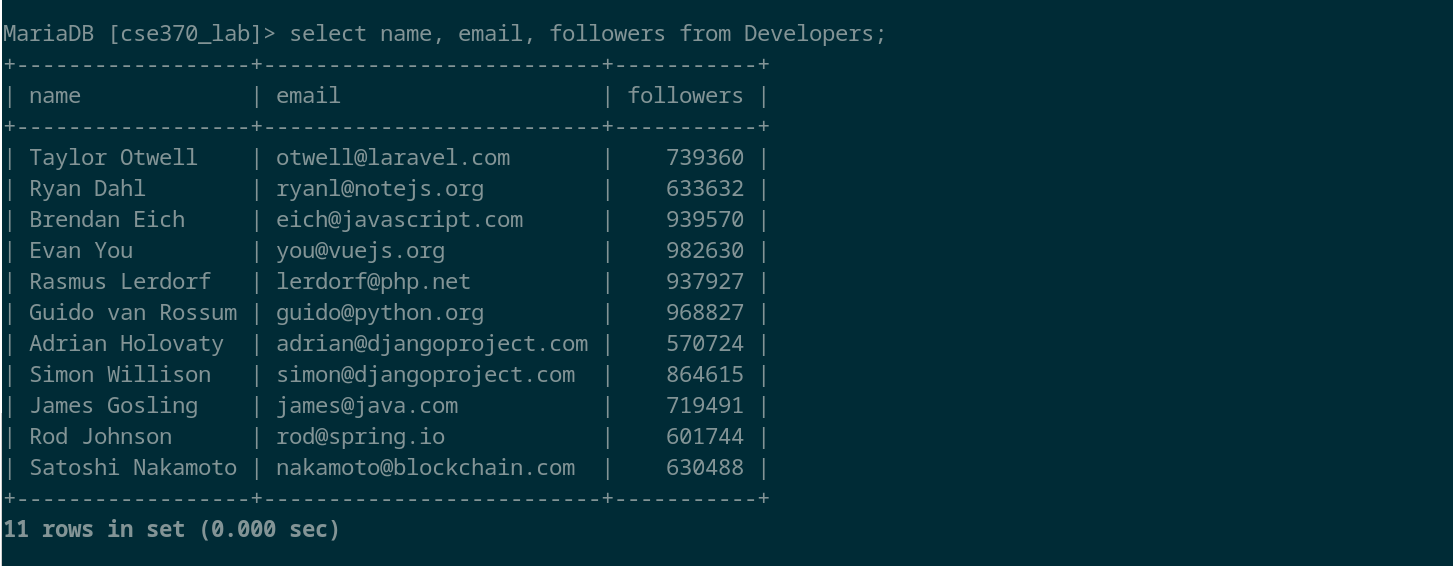 MariaDB [cse370_lab]> select name, email, followers from Developers;
+------------------+--------------------------+-----------+
| name             | email                    | followers |
+------------------+--------------------------+-----------+
| Taylor Otwell    | otwell@laravel.com       |    739360 |
| Ryan Dahl        | ryanl@notejs.org         |    633632 |
| Brendan Eich     | eich@javascript.com      |    939570 |
| Evan You         | you@vuejs.org            |    982630 |
| Rasmus Lerdorf   | lerdorf@php.net          |    937927 |
| Guido van Rossum | guido@python.org         |    968827 |
| Adrian Holovaty  | adrian@djangoproject.com |    570724 |
| Simon Willison   | simon@djangoproject.com  |    864615 |
| James Gosling    | james@java.com           |    719491 |
| Rod Johnson      | rod@spring.io            |    601744 |
| Satoshi Nakamoto | nakamoto@blockchain.com  |    630488 |
+------------------+--------------------------+-----------+
11 rows in set (0.000 sec)